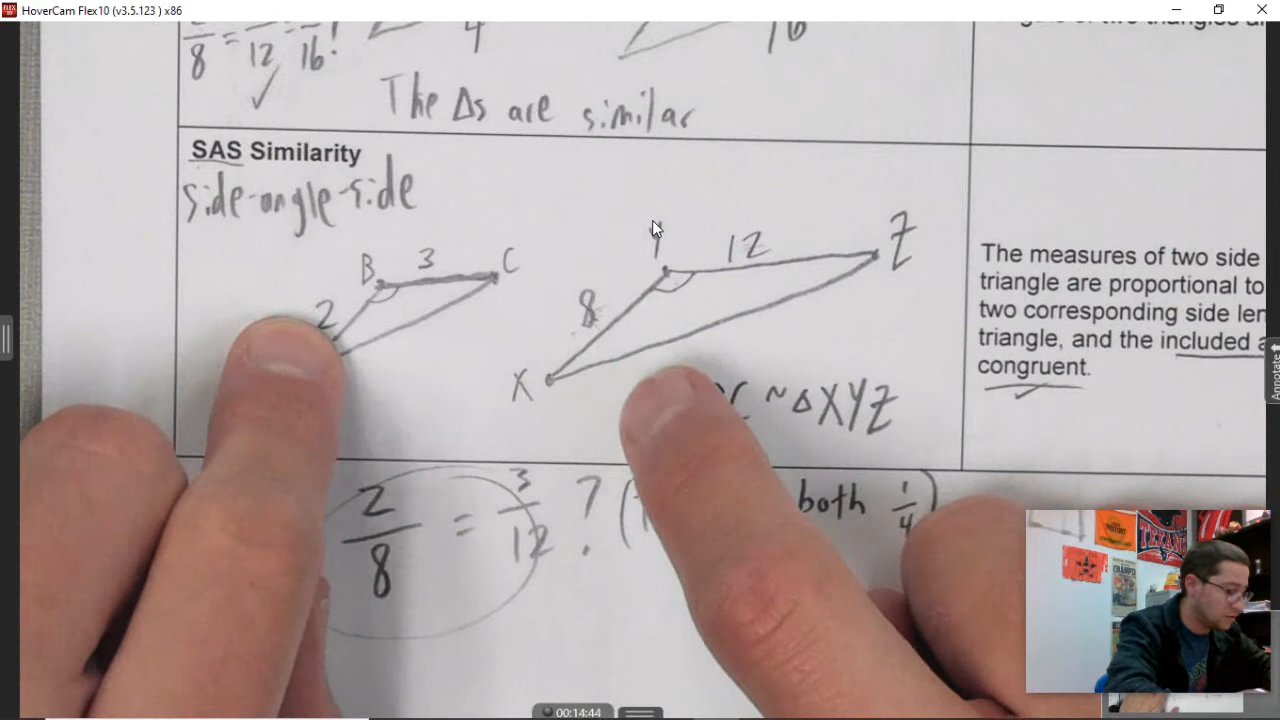 HoverCam Flex10 (v3.5.123 ) x86
8 = 12 16 !
4
16
The Δs are similar
SAS Similarity
side-angle-side
B 3 C
2
Y 12 Z
8
X
C ~ Δ XYZ
The measures of two side
triangle are proportional to
two corresponding side len
triangle, and the included a
congruent.
2/8 = 3/12 ? ( both 1/4 )
Annotate
TEXANS
00:14:44